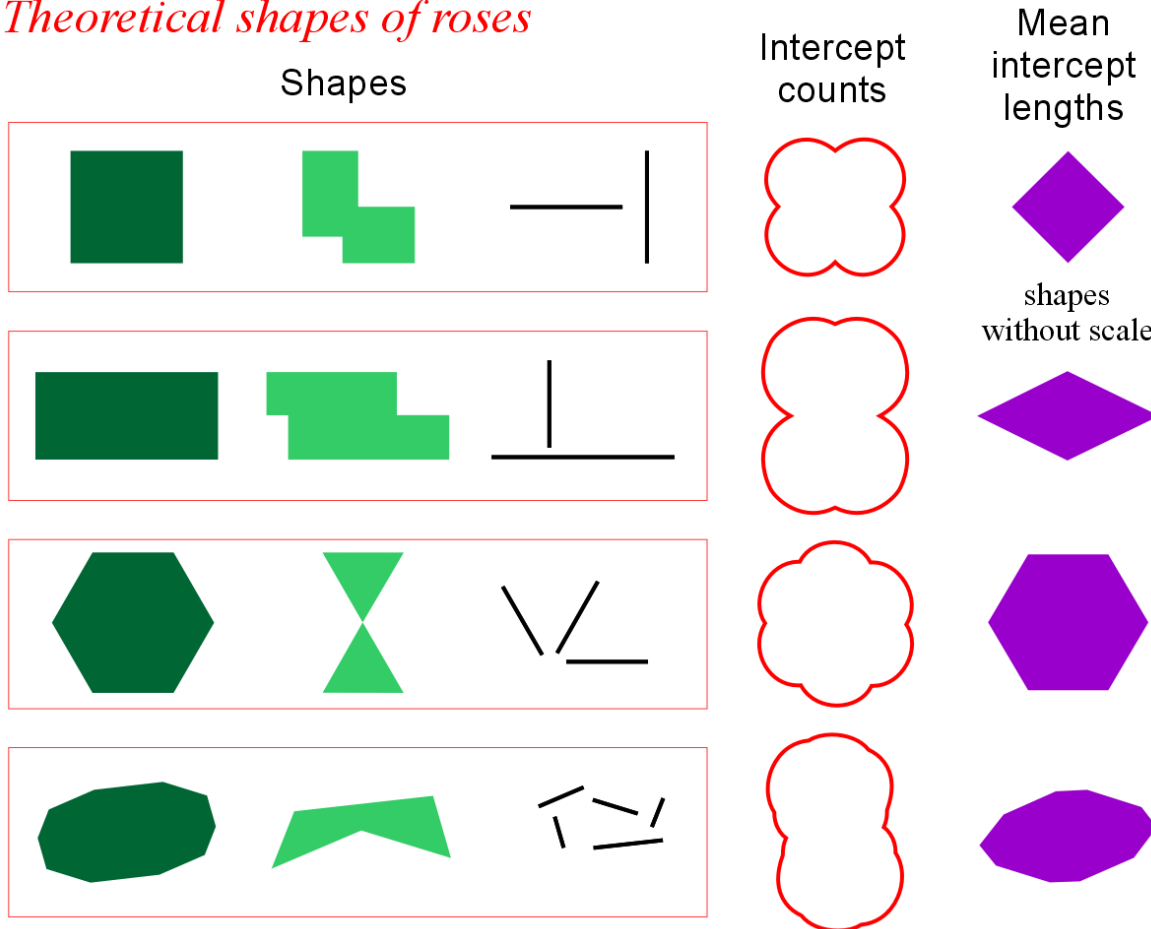 Theoretical shapes of roses
Shapes
Intercept
counts
Mean
intercept
lengths
shapes
without scale